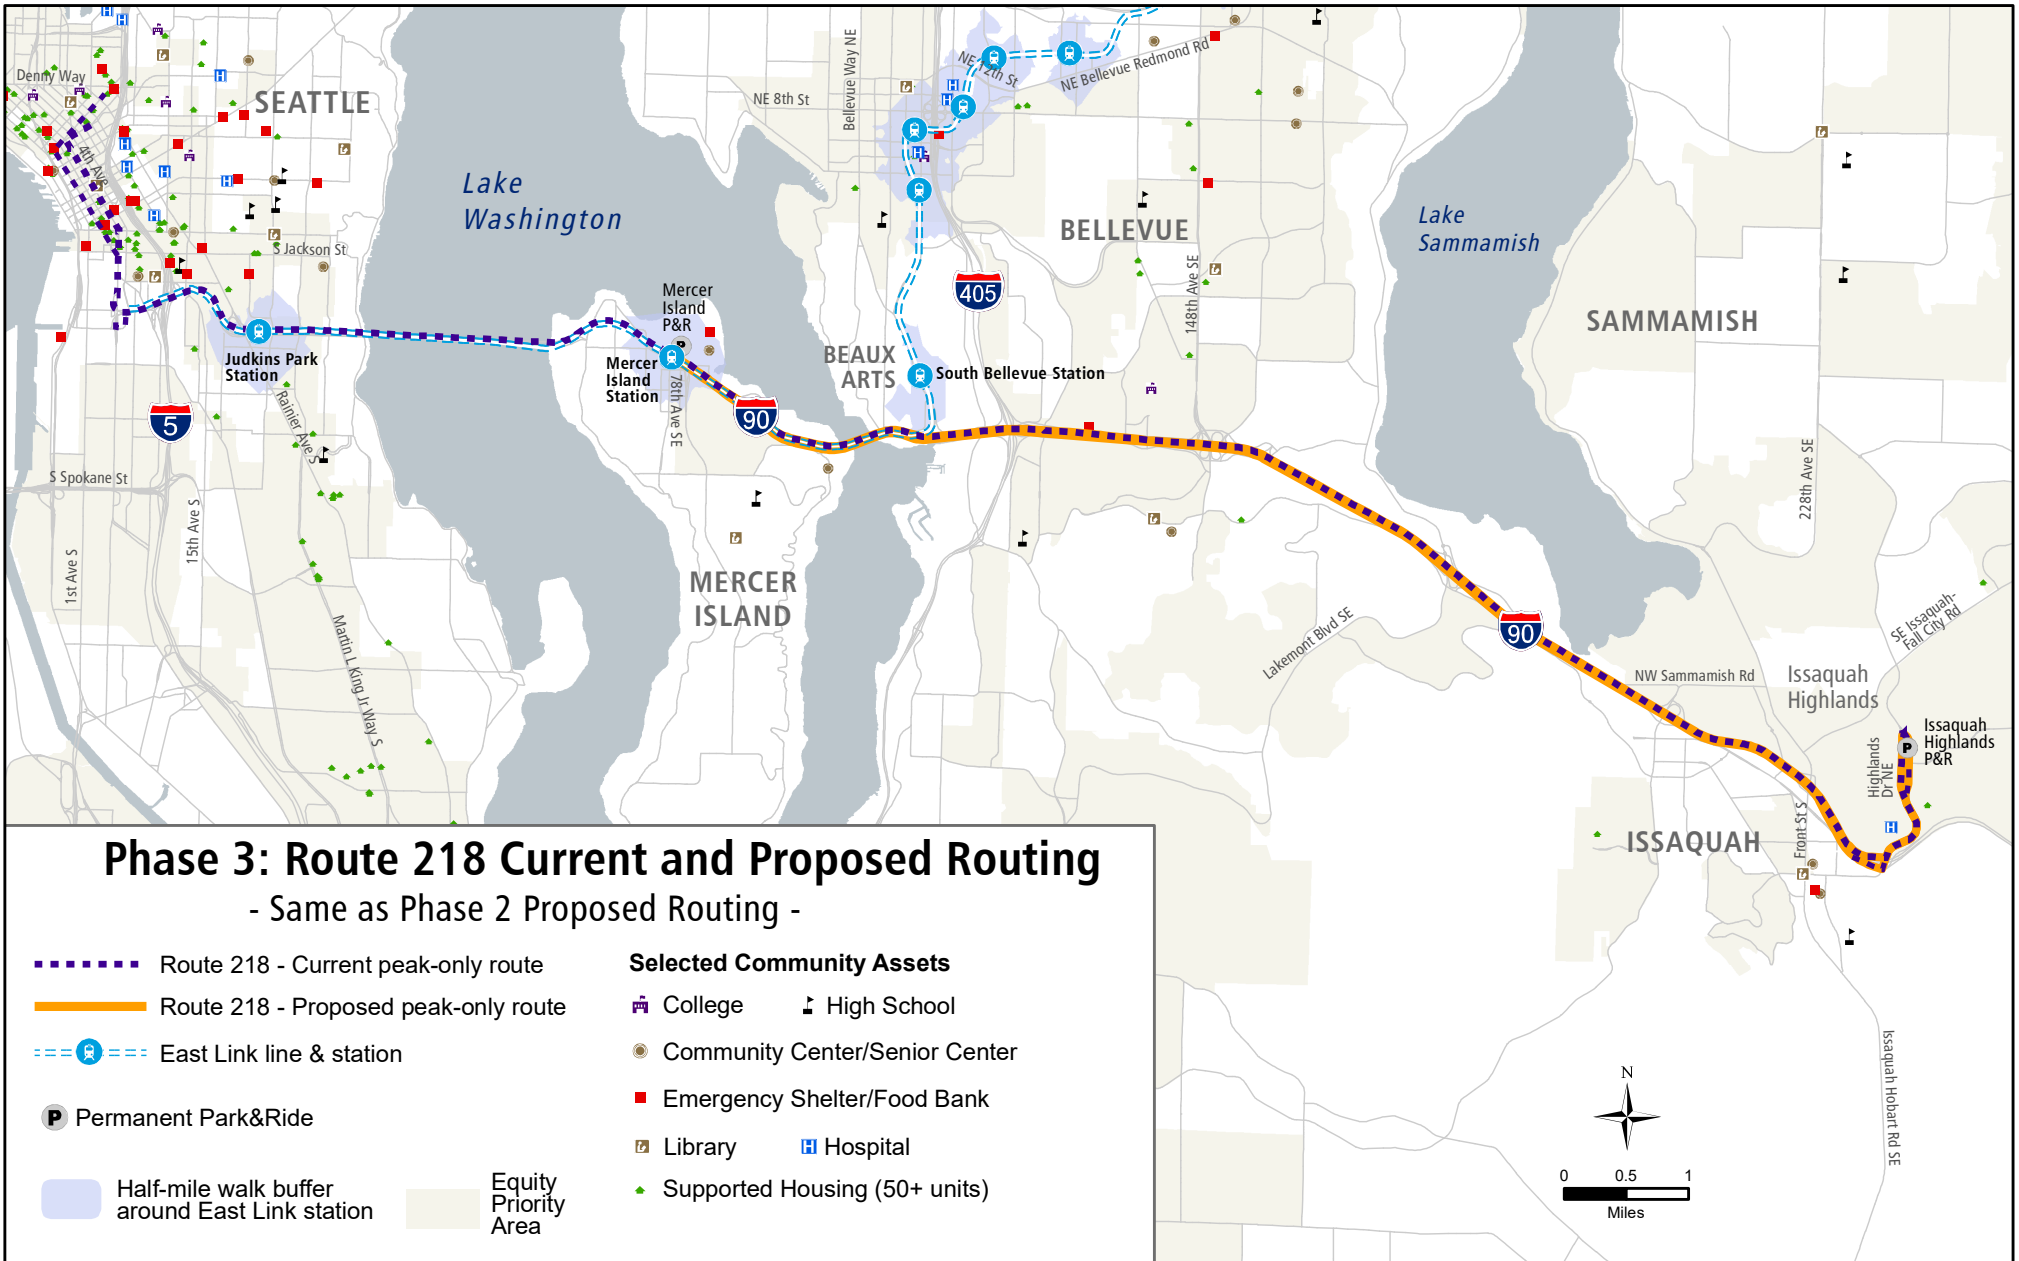 Denny Way
SEATTLE
4th Ave
S Jackson St
Lake
Washington
Bellevue Way NE
NE 8th St
NE 12th St
NE Bellevue Redmond Rd
BELLEVUE
405
148th Ave SE
Lake
Sammamish
SAMMAMISH
228th Ave SE
Judkins Park
Station
Mercer
Island
P&R
P
Mercer
Island
Station
78th Ave SE
90
BEAUX
ARTS
South Bellevue Station
5
Rainier Ave S
S Spokane St
15th Ave S
1st Ave S
Martin L King Jr Way S
MERCER
ISLAND
Lakemont Blvd SE
90
NW Sammamish Rd
SE Issaquah-
Fall City Rd
Issaquah
Highlands
Issaquah
Highlands
P&R
P
Highlands
Dr NE
Front St S
ISSAQUAH
Issaquah Hobart Rd SE
Phase 3: Route 218 Current and Proposed Routing
- Same as Phase 2 Proposed Routing -
Route 218 - Current peak-only route
Route 218 - Proposed peak-only route
East Link line & station
P Permanent Park&Ride
Half-mile walk buffer
around East Link station
Equity
Priority
Area
Selected Community Assets
College
High School
Community Center/Senior Center
Emergency Shelter/Food Bank
Library
H Hospital
Supported Housing (50+ units)
N
0 0.5 1
Miles